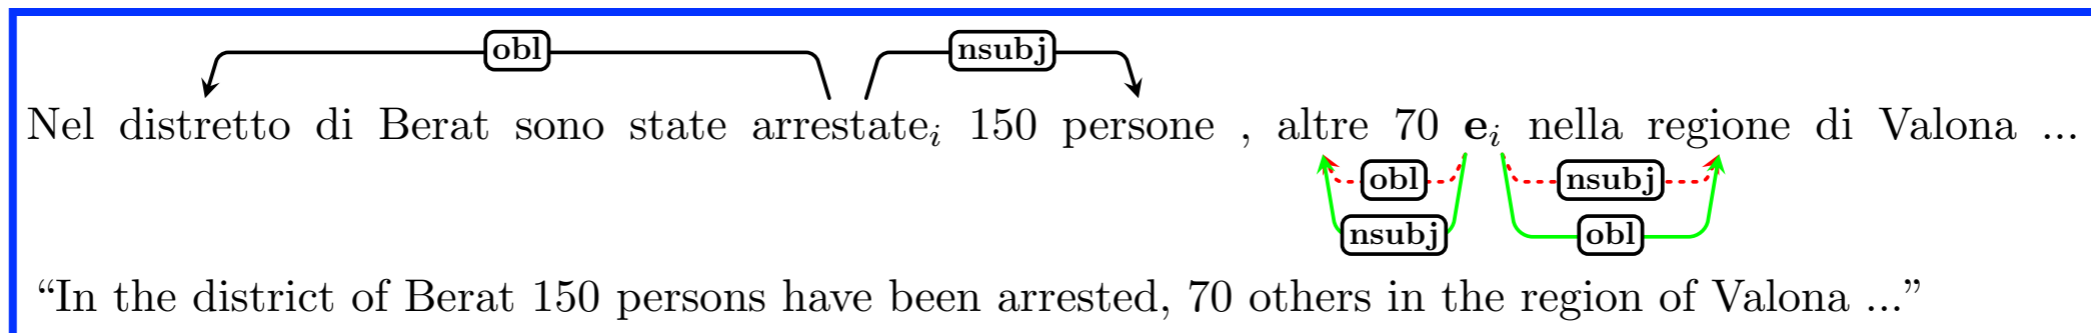 obl nsubj
Nel distretto di Berat sono state arrestate_i 150 persone , altre 70 e_i nella regione di Valona ...
obl nsubj
nsubj obl
“In the district of Berat 150 persons have been arrested, 70 others in the region of Valona ...”